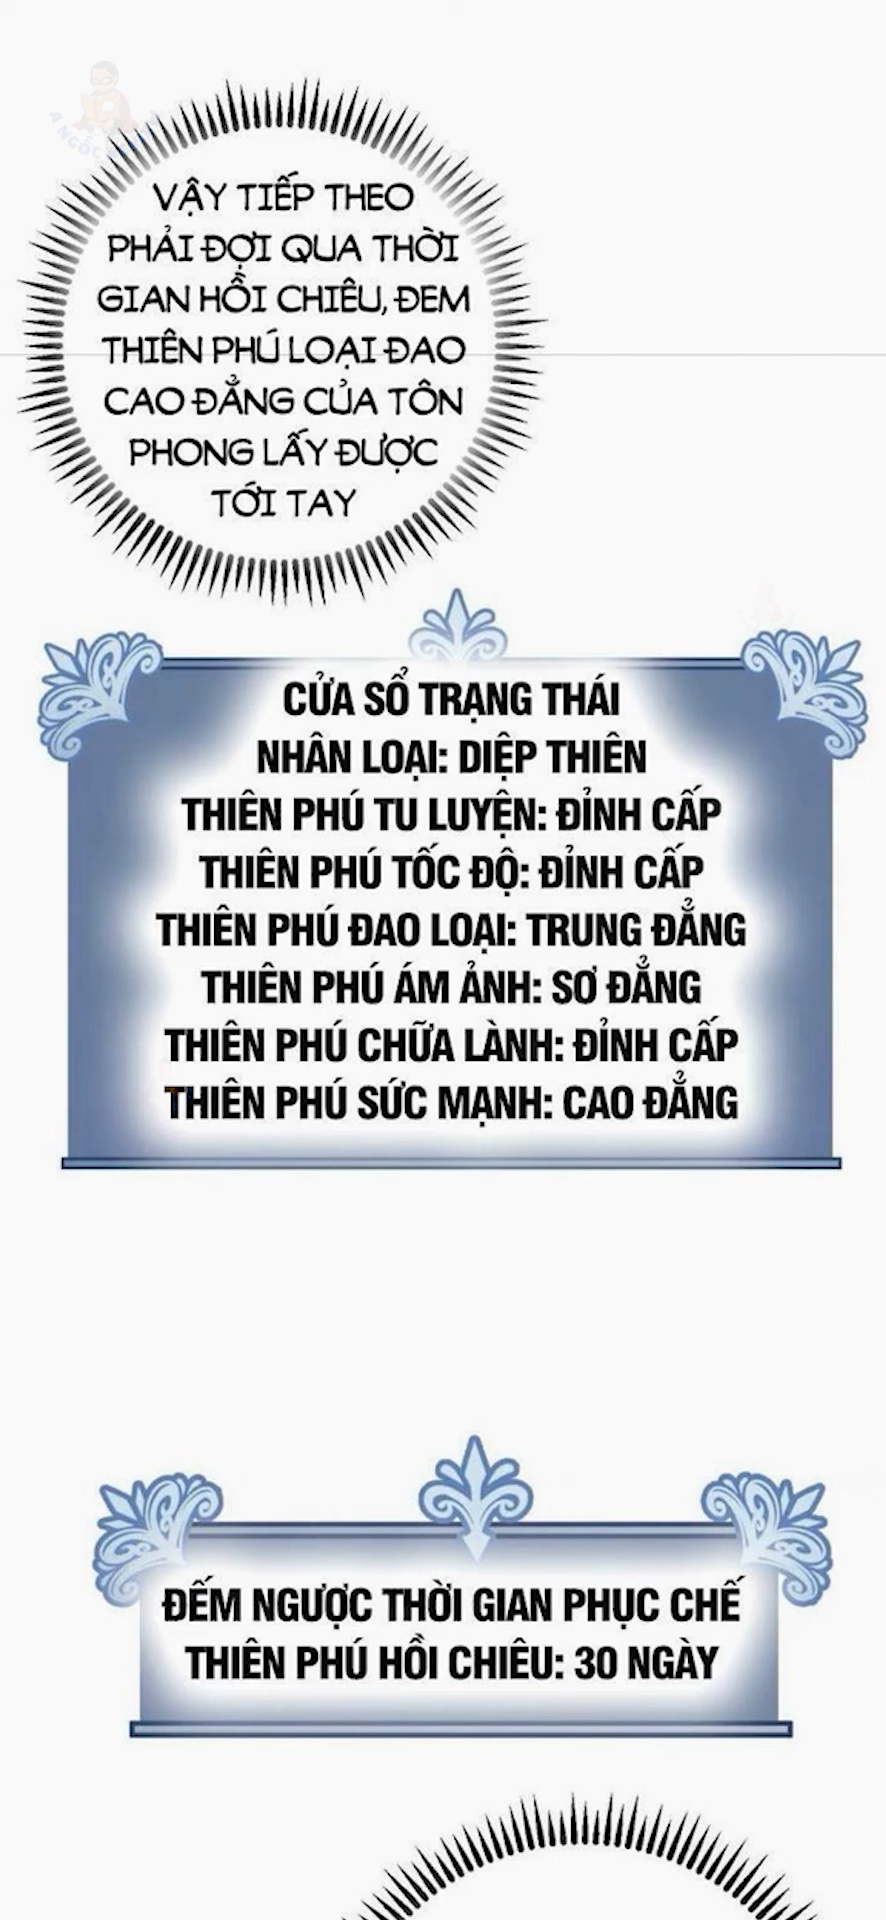 VẬY TIẾP THEO
PHẢI ĐỢI QUA THỜI
GIAN HỒI CHIÊU, ĐEM
THIÊN PHÚ LOẠI ĐAO
CAO ĐẲNG CỦA TÔN
PHONG LẤY ĐƯỢC
TỚI TAY
CỬA SỔ TRẠNG THÁI
NHÂN LOẠI: DIỆP THIÊN
THIÊN PHÚ TU LUYỆN: ĐỈNH CẤP
THIÊN PHÚ TỐC ĐỘ: ĐỈNH CẤP
THIÊN PHÚ ĐAO LOẠI: TRUNG ĐẲNG
THIÊN PHÚ ÁM ẢNH: SƠ ĐẲNG
THIÊN PHÚ CHỮA LÀNH: ĐỈNH CẤP
THIÊN PHÚ SỨC MẠNH: CAO ĐẲNG
ĐẾM NGƯỢC THỜI GIAN PHỤC CHẾ
THIÊN PHÚ HỒI CHIÊU: 30 NGÀY